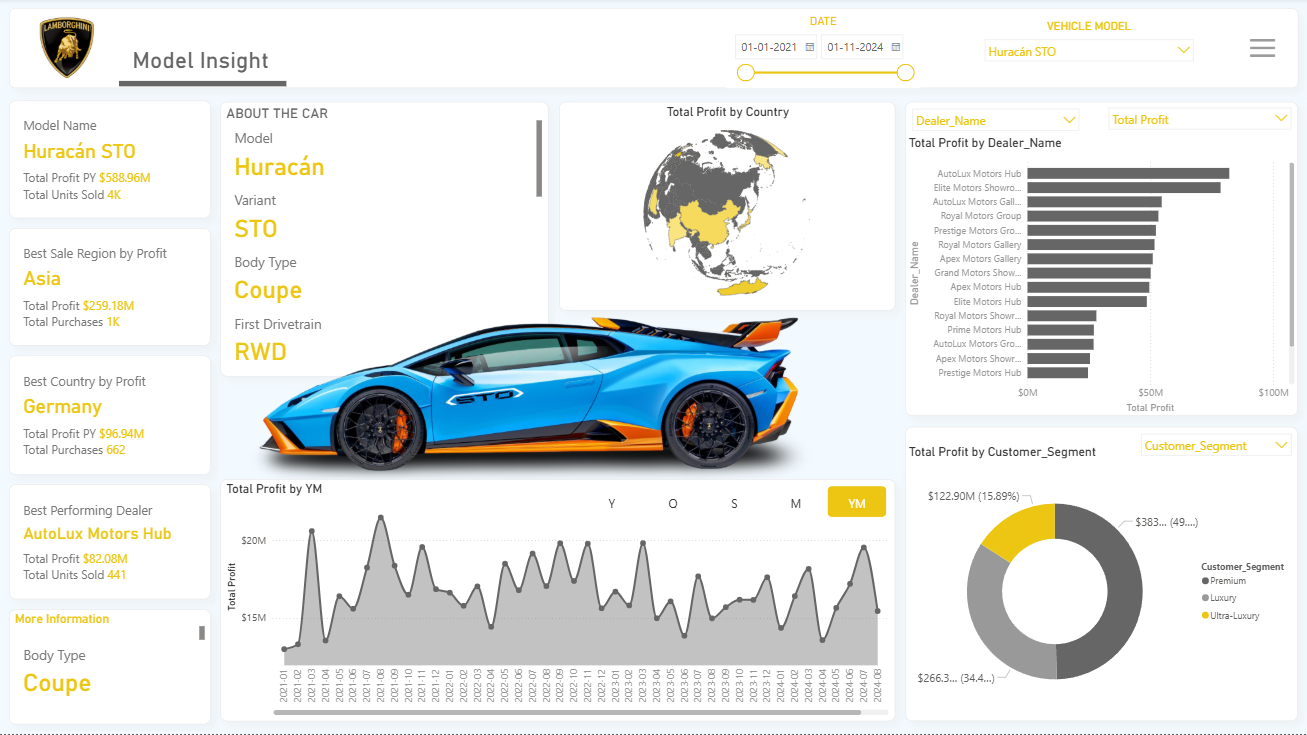 LAMBORGHINI
Model Insight
DATE
01-01-2021
01-11-2024
VEHICLE MODEL
Huracán STO
Model Name
Huracán STO
Total Profit PY $588.96M
Total Units Sold 4K
Best Sale Region by Profit
Asia
Total Profit $259.18M
Total Purchases 1K
Best Country by Profit
Germany
Total Profit PY $96.94M
Total Purchases 662
Best Performing Dealer
AutoLux Motors Hub
Total Profit $82.08M
Total Units Sold 441
More Information
Body Type
Coupe
ABOUT THE CAR
Model
Huracán
Variant
STO
Body Type
Coupe
First Drivetrain
RWD
STO
Total Profit by Country
Total Profit by YM
Y
Q
S
M
YM
Total Profit
$20M
$15M
2021-01
2021-02
2021-03
2021-04
2021-05
2021-06
2021-07
2021-08
2021-09
2021-10
2021-11
2021-12
2022-01
2022-02
2022-03
2022-04
2022-05
2022-06
2022-07
2022-08
2022-09
2022-10
2022-11
2022-12
2023-01
2023-02
2023-03
2023-04
2023-05
2023-06
2023-07
2023-08
2023-09
2023-10
2023-11
2023-12
2024-01
2024-02
2024-03
2024-04
2024-05
2024-06
2024-07
2024-08
Dealer_Name
Total Profit
Total Profit by Dealer_Name
Dealer_Name
AutoLux Motors Hub
Elite Motors Showro...
AutoLux Motors Gall...
Royal Motors Group
Prestige Motors Gro...
Royal Motors Gallery
Apex Motors Gallery
Grand Motors Show...
Apex Motors Hub
Elite Motors Hub
Royal Motors Showr...
Prime Motors Hub
AutoLux Motors Gro...
Apex Motors Showr...
Prestige Motors Hub
$0M
$50M
$100M
Total Profit
Customer_Segment
Total Profit by Customer_Segment
$122.90M (15.89%)
$383... (49....)
$266.3... (34.4...)
Customer_Segment
Premium
Luxury
Ultra-Luxury